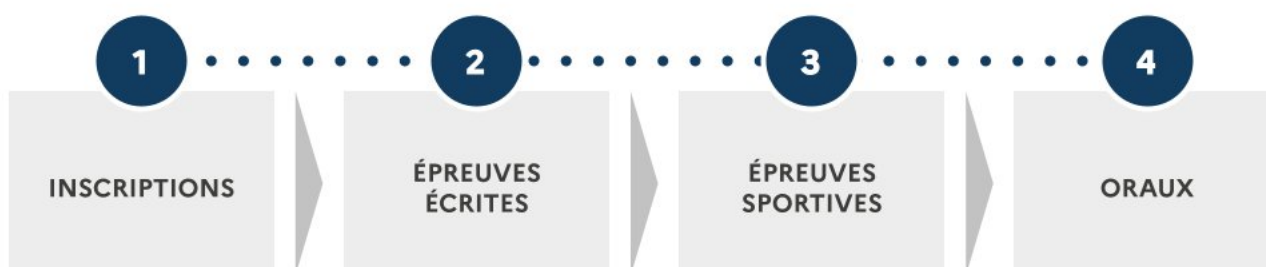 1
2
3
4
INSCRIPTIONS
ÉPREUVES
ÉCRITES
ÉPREUVES
SPORTIVES
ORAUX